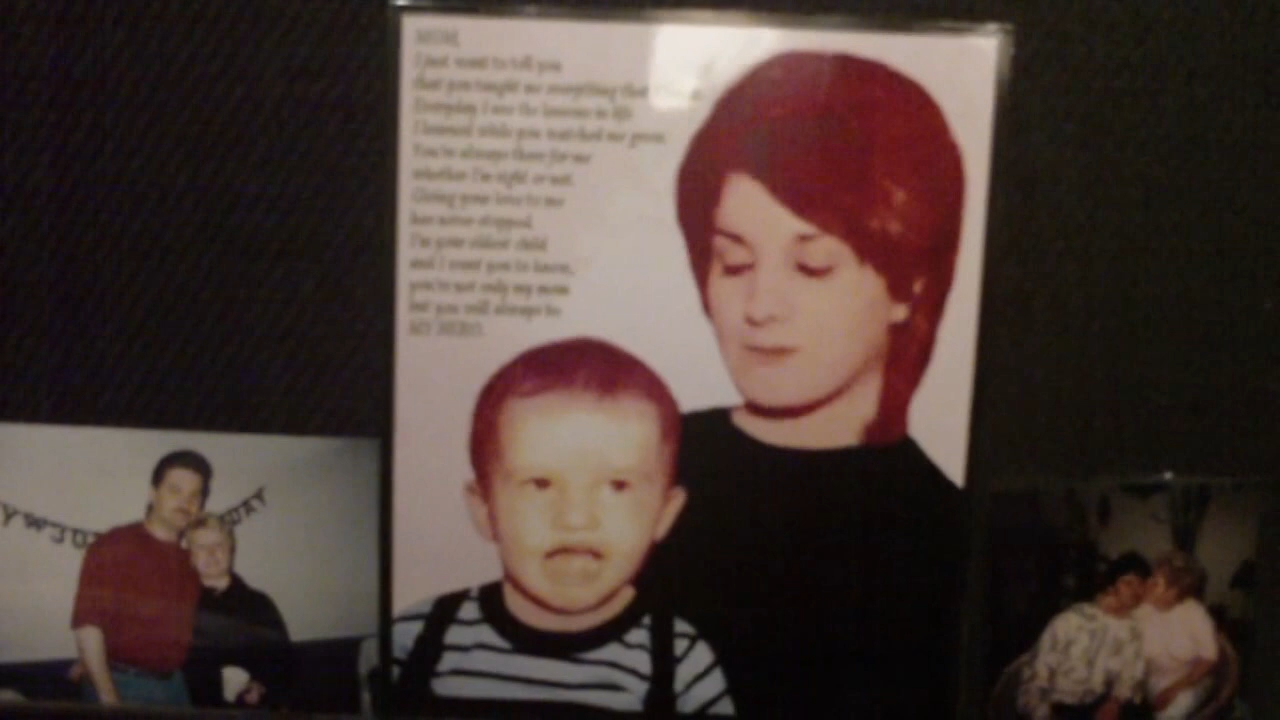 MOM,
I just want to tell you
that you taught me everything that
Everyday I use the lessons in life
I learned while you watched me grow.
You're always there for me
whether I'm right or not.
Giving your love to me
has never stopped.
I'm your oldest child
and I want you to know,
you're not only my mom
but you will always be
MY HERO.